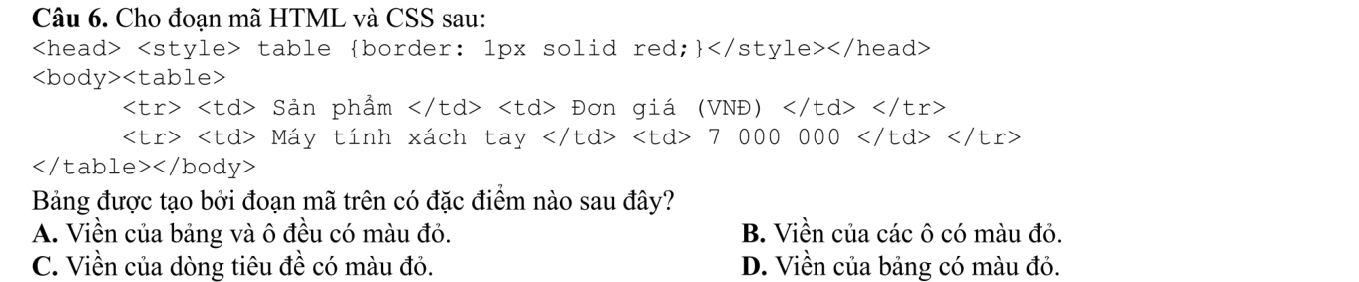 Câu 6. Cho đoạn mã HTML và CSS sau:
<head> <style> table {border: 1px solid red;}</style></head>
<body><table>
<tr> <td> Sản phẩm </td> <td> Đơn giá (VNĐ) </td> </tr>
<tr> <td> Máy tính xách tay </td> <td> 7 000 000 </td> </tr>
</table></body>
Bảng được tạo bởi đoạn mã trên có đặc điểm nào sau đây?
A. Viền của bảng và ô đều có màu đỏ. B. Viền của các ô có màu đỏ.
C. Viền của dòng tiêu đề có màu đỏ. D. Viền của bảng có màu đỏ.